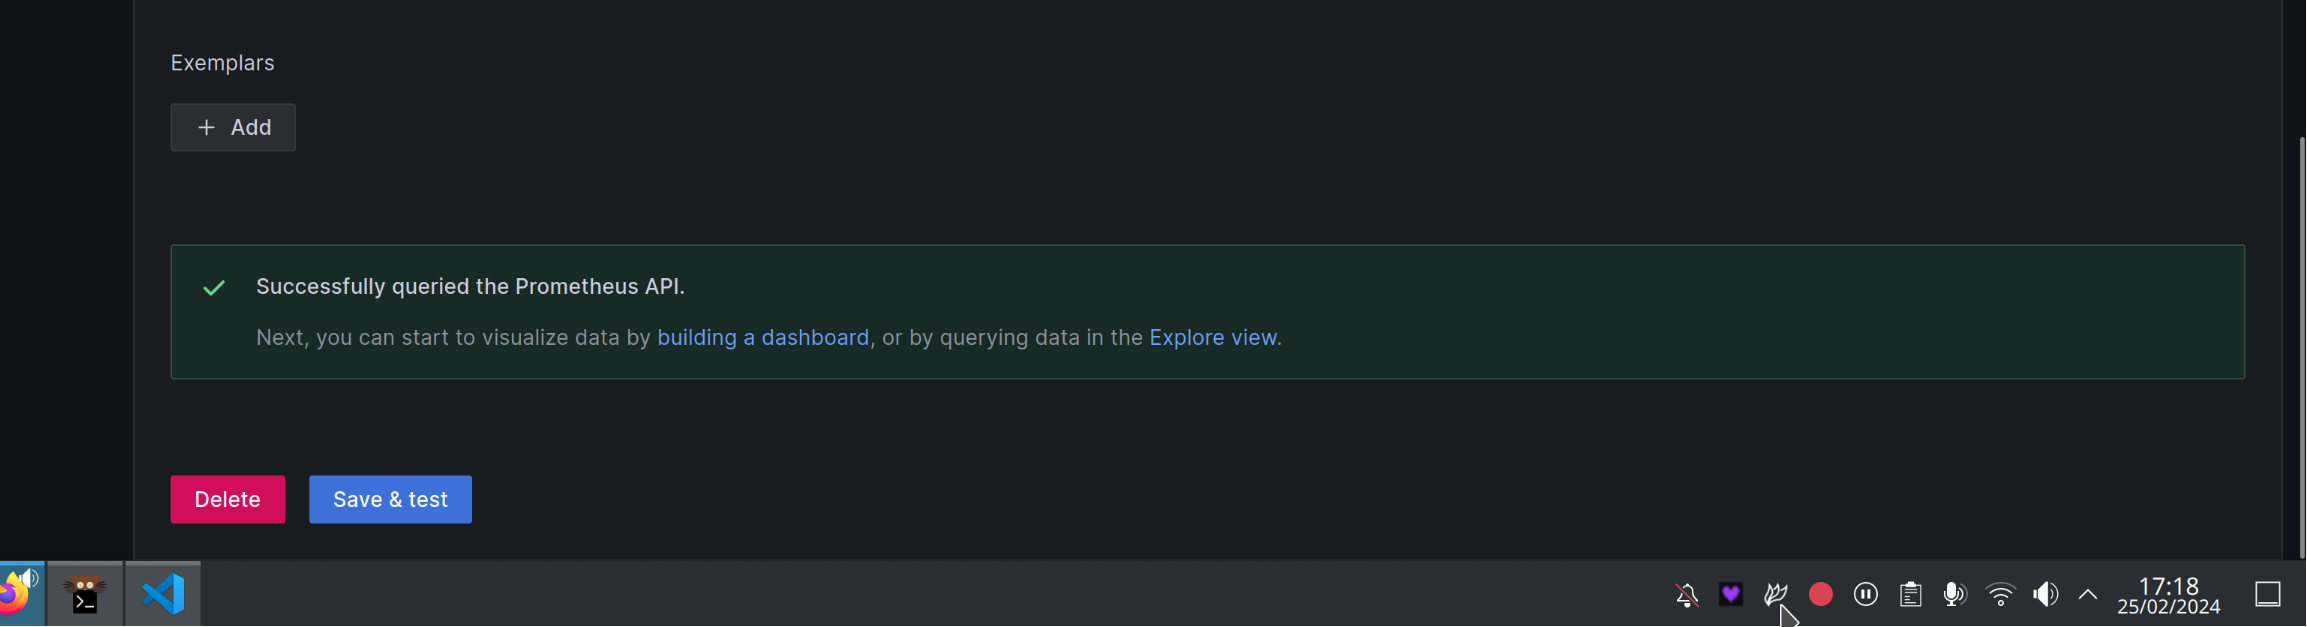 Exemplars
+ Add
Successfully queried the Prometheus API.
Next, you can start to visualize data by building a dashboard, or by querying data in the Explore view.
Delete
Save & test
17:18
25/02/2024